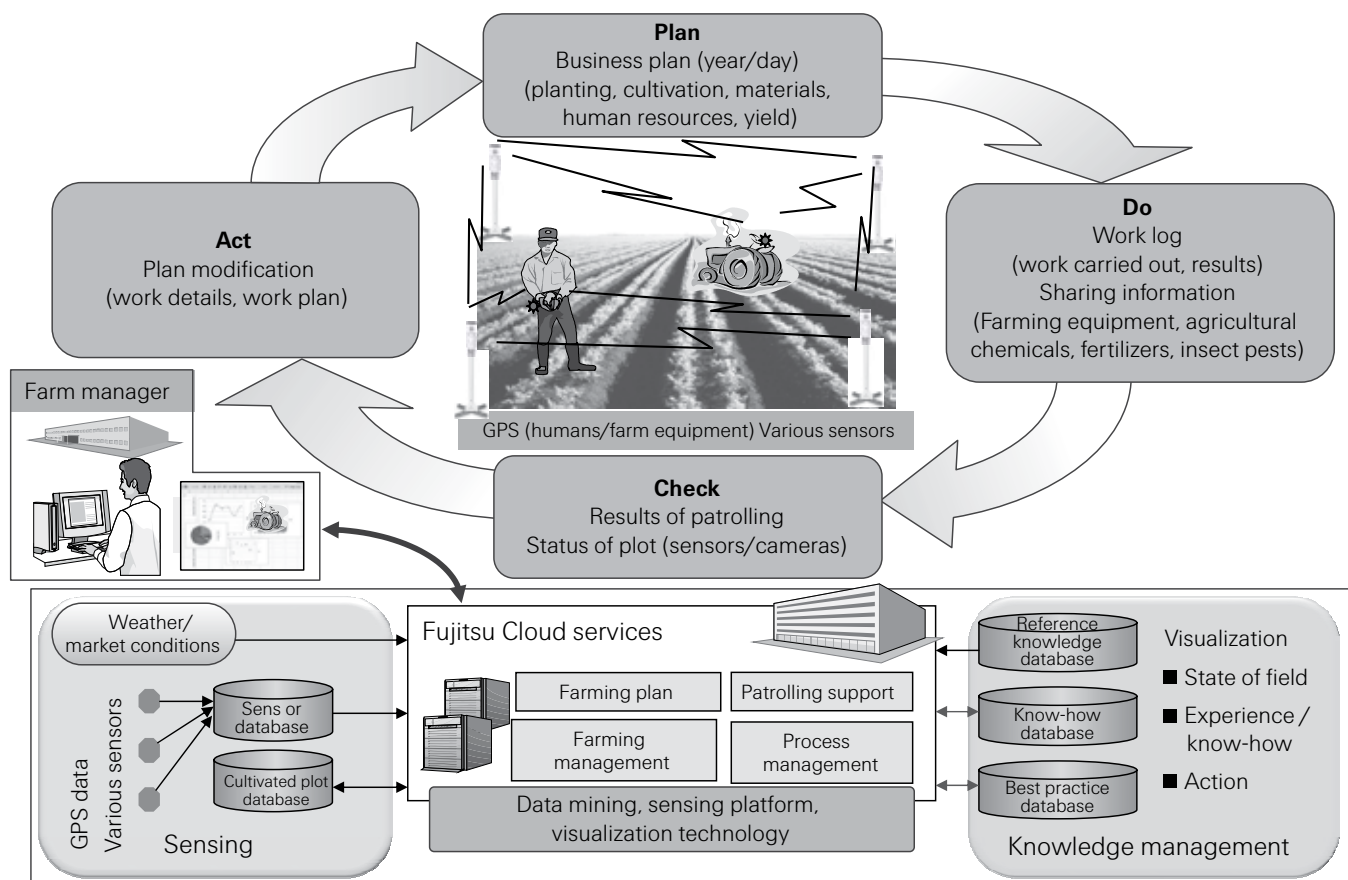 Plan
Business plan (year/day)
(planting, cultivation, materials,
human resources, yield)
Do
Work log
(work carried out, results)
Sharing information
(Farming equipment, agricultural
chemicals, fertilizers, insect pests)
Act
Plan modification
(work details, work plan)
GPS (humans/farm equipment) Various sensors
Check
Results of patrolling
Status of plot (sensors/cameras)
Farm manager
Weather/
market conditions
GPS data
Various sensors
Sens or
database
Cultivated plot
database
Sensing
Fujitsu Cloud services
Farming plan
Patrolling support
Farming
management
Process
management
Data mining, sensing platform,
visualization technology
Reference
knowledge
database
Know-how
database
Best practice
database
Visualization
■ State of field
■ Experience /
know-how
■ Action
Knowledge management